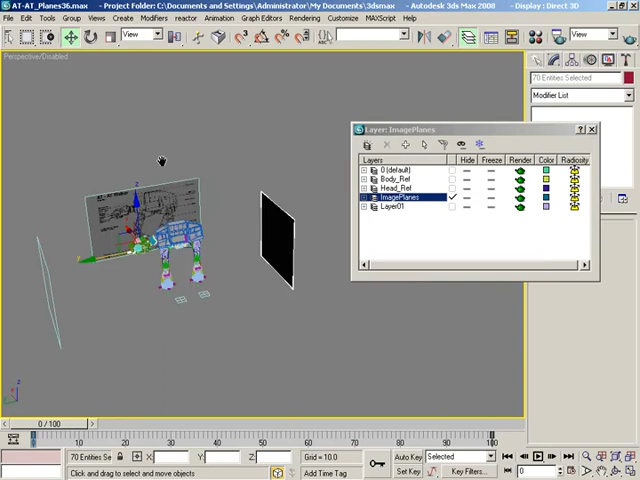 AT-AT_Planes36.max - Project Folder: C:\Documents and Settings\Administrator\My Documents\3dsmax - Autodesk 3ds Max 2008 - Display : Direct 3D
File Edit Tools Group Views Create Modifiers reactor Animation Graph Editors Rendering Customize MAXScript Help
View
View
Perspective/Disabled
70 Entities Selected
Modifier List
Layer: ImagePlanes
Layers Hide Freeze Render Color Radiosity
0 (default)
Body_Ref
Head_Ref
ImagePlanes
Layer01
0 / 100
0 10 20 30 40 50 60 70 80 90 100
70 Entities Se X: Y: Z: Grid = 10.0 Auto Key Selected
Click and drag to select and move objects Add Time Tag Set Key Key Filters... 0